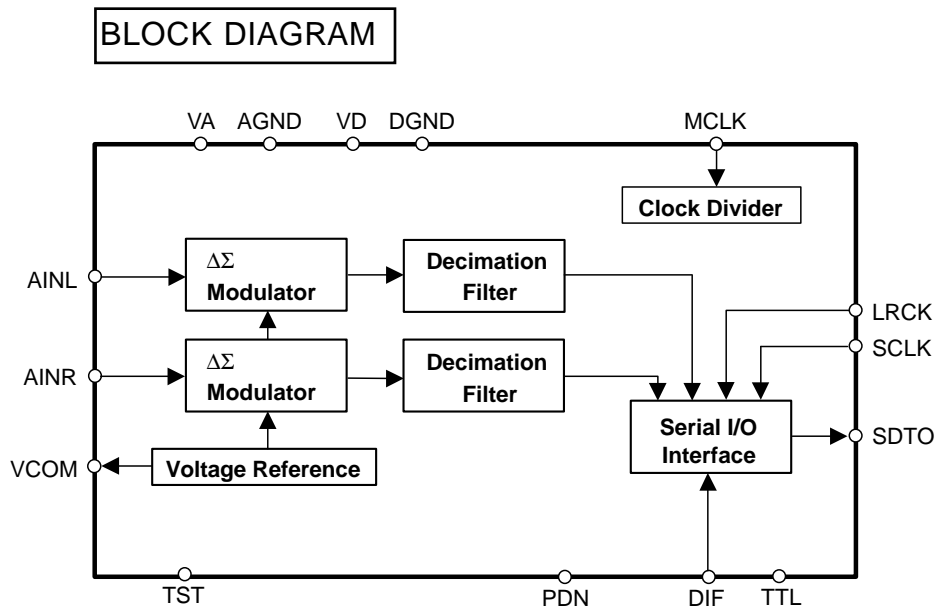 BLOCK DIAGRAM
VA AGND VD DGND MCLK
Clock Divider
AINL
ΔΣ
Modulator
Decimation
Filter
LRCK
SCLK
AINR
ΔΣ
Modulator
Decimation
Filter
Serial I/O
Interface
SDTO
VCOM
Voltage Reference
TST PDN DIF TTL